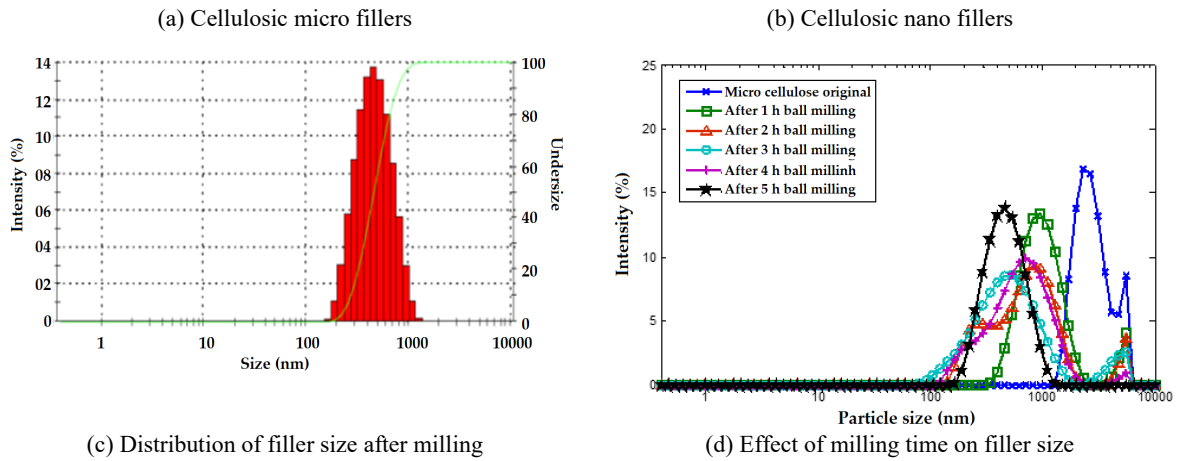 (a) Cellulosic micro fillers
(b) Cellulosic nano fillers
14
12
10
08
06
04
02
0
Intensity (%)
100
80
60
40
20
0
Undersize
1
10
100
1000
10000
Size (nm)
25
20
15
10
5
0
Intensity (%)
Micro cellulose original
After 1 h ball milling
After 2 h ball milling
After 3 h ball milling
After 4 h ball millinh
After 5 h ball milling
1
10
100
1000
10000
Particle size (nm)
(c) Distribution of filler size after milling
(d) Effect of milling time on filler size